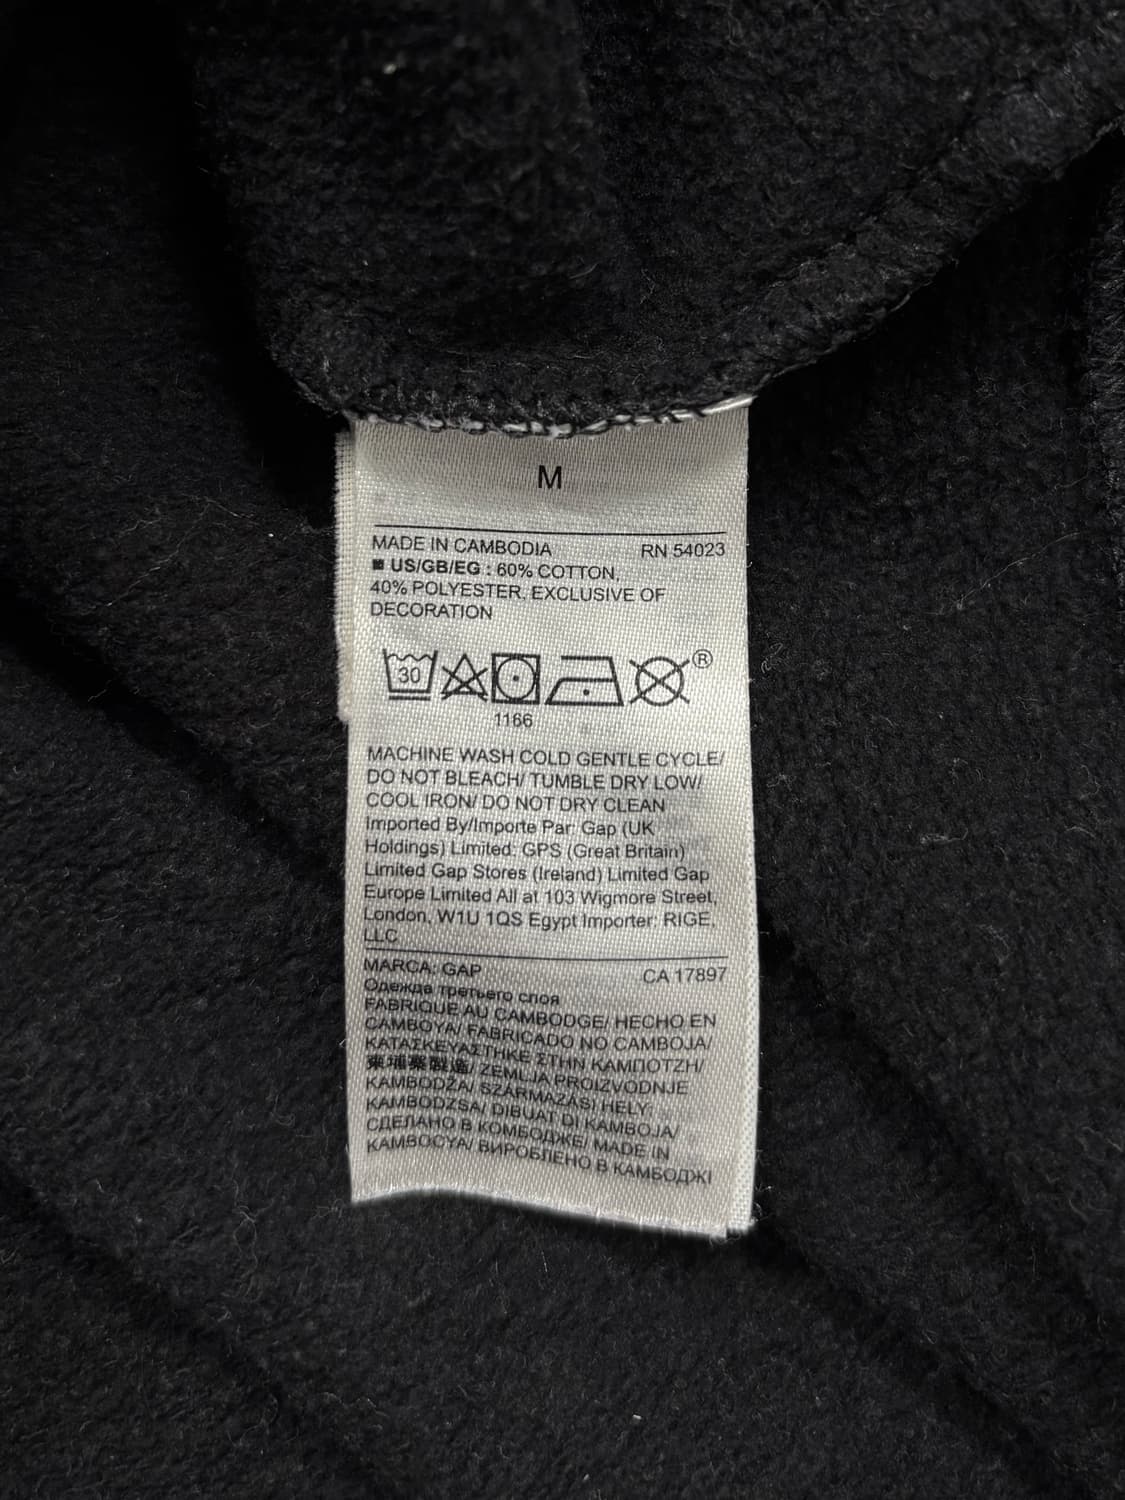 M
MADE IN CAMBODIA RN 54023
■ US/GB/EG : 60% COTTON,
40% POLYESTER, EXCLUSIVE OF
DECORATION
30 ®
1166
MACHINE WASH COLD GENTLE CYCLE/
DO NOT BLEACH/ TUMBLE DRY LOW/
COOL IRON/ DO NOT DRY CLEAN
Imported By/Importe Par: Gap (UK
Holdings) Limited: GPS (Great Britain)
Limited Gap Stores (Ireland) Limited Gap
Europe Limited All at 103 Wigmore Street,
London, W1U 1QS Egypt Importer: RIGE,
LLC
MARCA: GAP CA 17897
Одежда третьего слоя
FABRIQUE AU CAMBODGE/ HECHO EN
CAMBOYA/ FABRICADO NO CAMBOJA/
ΚΑΤΑΣΚΕΥΑΣΤΗΚΕ ΣΤΗΝ ΚΑΜΠΟΤΖΗ/
柬埔寨製造/ ZEMLJA PROIZVODNJE
KAMBODŽA/ SZÁRMAZÁSI HELY:
KAMBODZSA/ DIBUAT DI KAMBOJA/
СДЕЛАНО В КОМБОДЖЕ/ MADE IN
KAMBOÇYA/ ВИРОБЛЕНО В КАМБОДЖІ